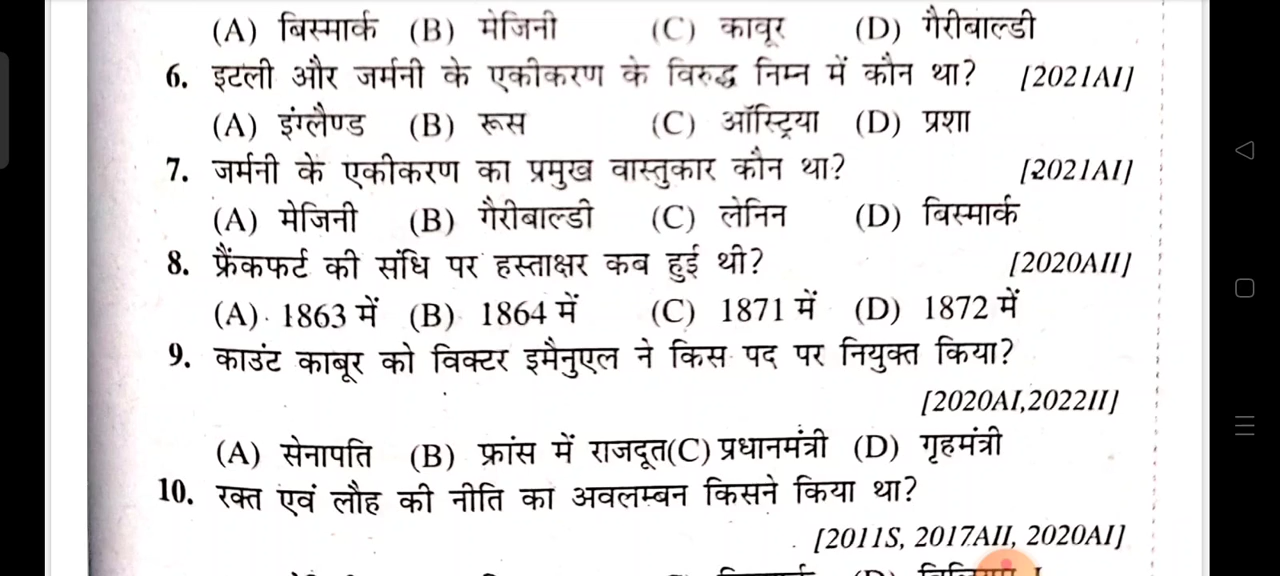 (A) बिस्मार्क (B) मेजिनी (C) कावूर (D) गैरीबाल्डी
6. इटली और जर्मनी के एकीकरण के विरुद्ध निम्न में कौन था? [2021AI]
(A) इंग्लैण्ड (B) रूस (C) ऑस्ट्रिया (D) प्रशा
7. जर्मनी के एकीकरण का प्रमुख वास्तुकार कौन था? [2021AI]
(A) मेजिनी (B) गैरीबाल्डी (C) लेनिन (D) बिस्मार्क
8. फ्रैंकफर्ट की संधि पर हस्ताक्षर कब हुई थी? [2020AII]
(A) 1863 में (B) 1864 में (C) 1871 में (D) 1872 में
9. काउंट काबूर को विक्टर इमैनुएल ने किस पद पर नियुक्त किया?
[2020AI,2022II]
(A) सेनापति (B) फ्रांस में राजदूत(C) प्रधानमंत्री (D) गृहमंत्री
10. रक्त एवं लौह की नीति का अवलम्बन किसने किया था?
[2011S, 2017AII, 2020AI]